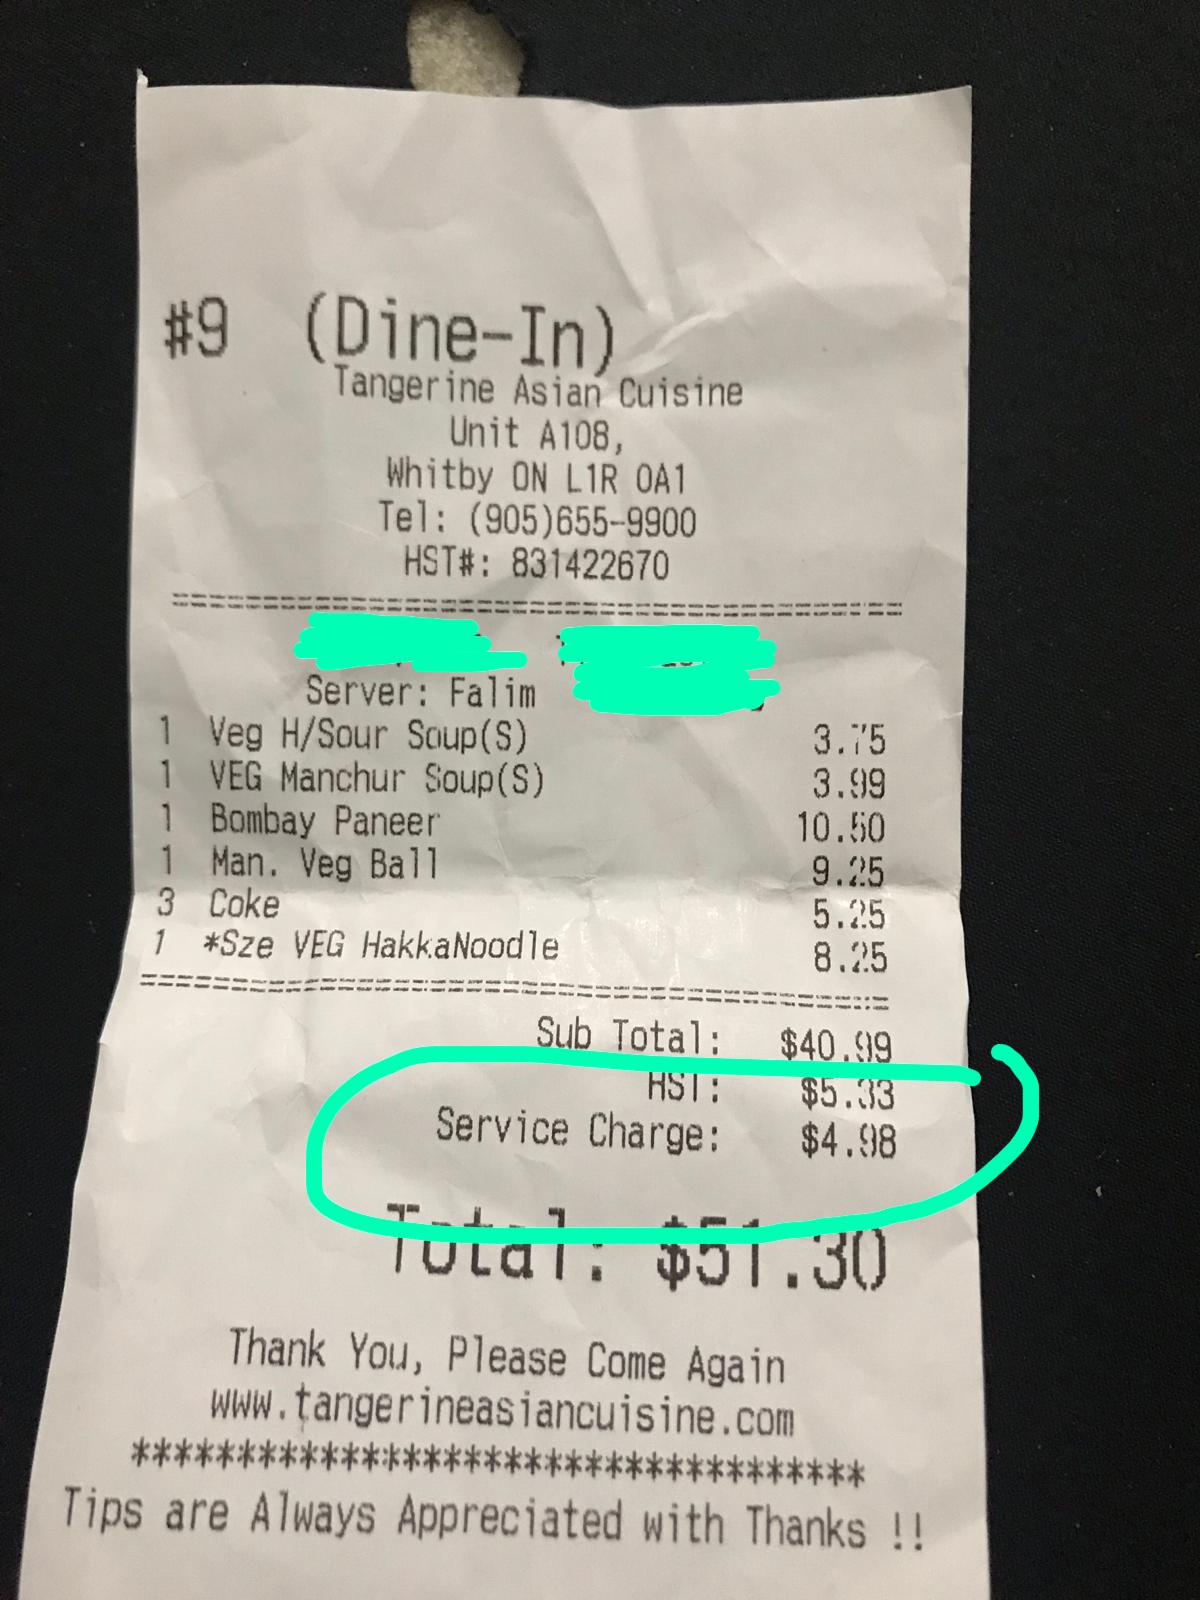 #9 (Dine-In)
Tangerine Asian Cuisine
Unit A108,
Whitby ON L1R 0A1
Tel: (905)655-9900
HST#: 831422670
Server: Falim
1 Veg H/Sour Soup(S) 3.75
1 VEG Manchur Soup(S) 3.99
1 Bombay Paneer 10.50
1 Man. Veg Ball 9.25
3 Coke 5.25
1 *Sze VEG HakkaNoodle 8.25
Sub Total: $40.99
HST: $5.33
Service Charge: $4.98
Total: $51.30
Thank You, Please Come Again
www.tangerineasiancuisine.com
***********************************
Tips are Always Appreciated with Thanks !!